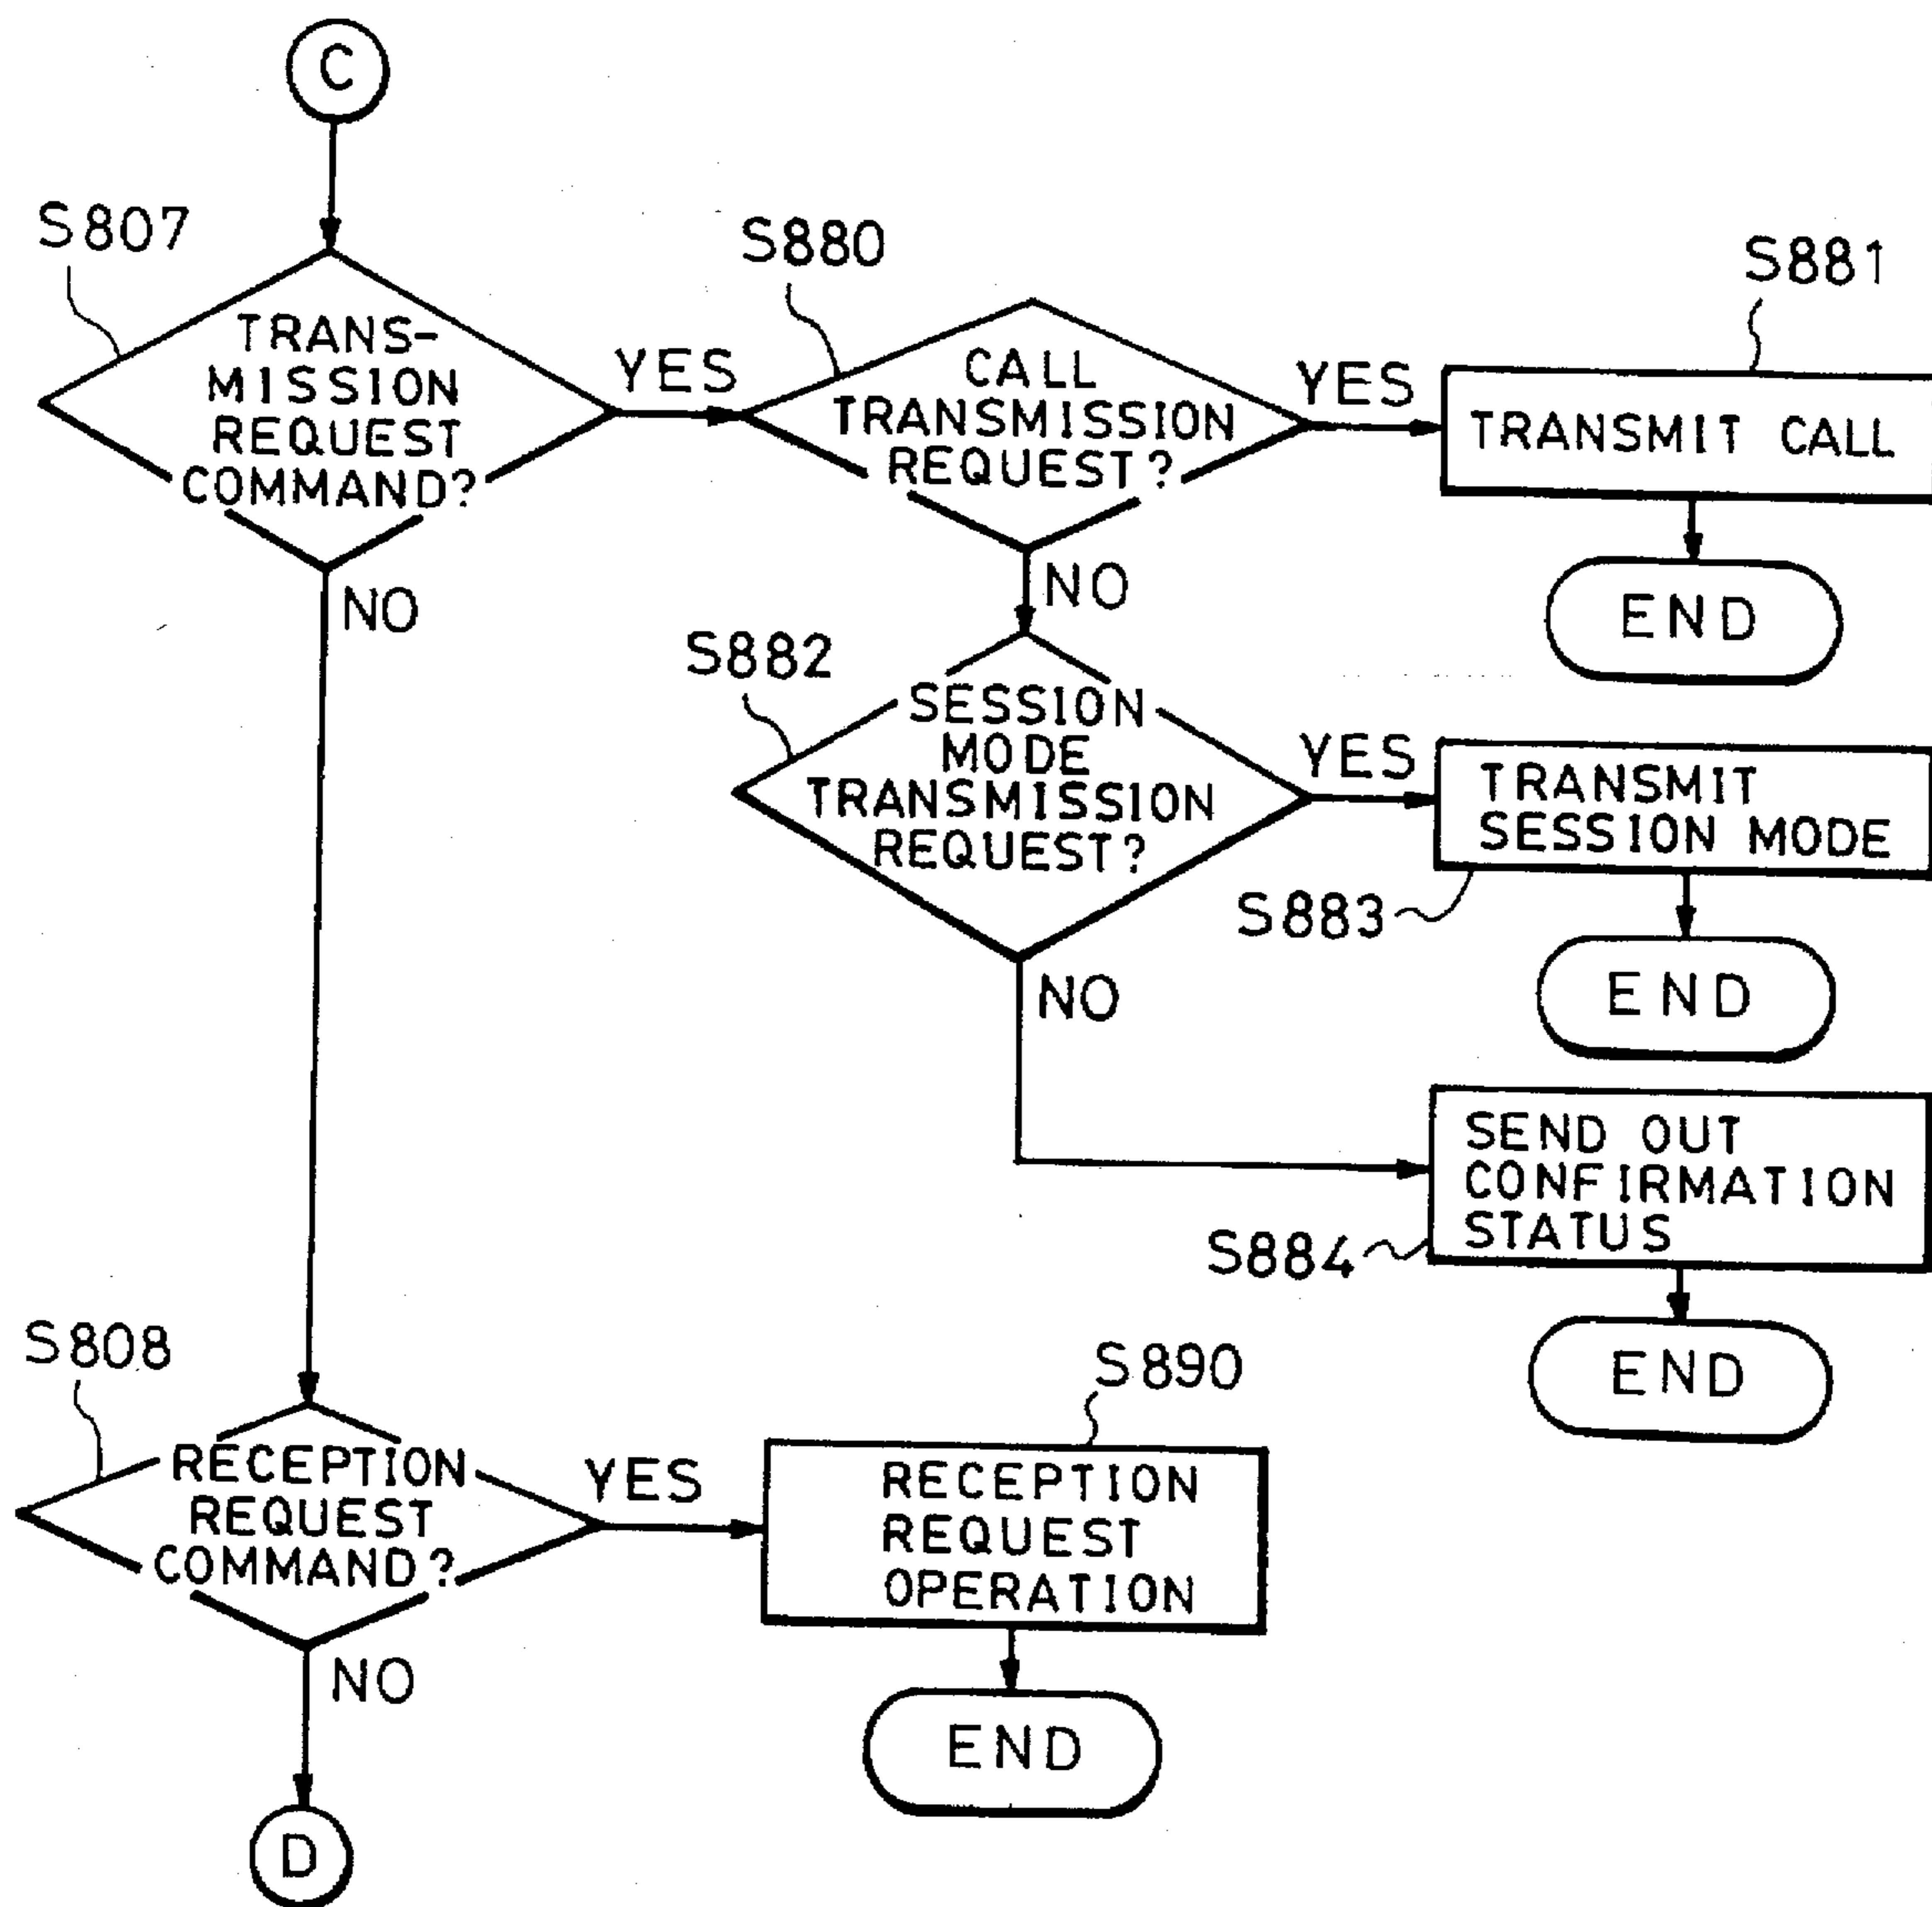 C
S807
TRANS-
MISSION
REQUEST
COMMAND?
YES
NO
S880
CALL
TRANSMISSION
REQUEST?
YES
NO
S881
TRANSMIT CALL
END
S882
SESSION
MODE
TRANSMISSION
REQUEST?
YES
NO
TRANSMIT
SESSION MODE
S883
END
SEND OUT
CONFIRMATION
STATUS
S884
END
S808
RECEPTION
REQUEST
COMMAND?
YES
NO
S890
RECEPTION
REQUEST
OPERATION
END
D